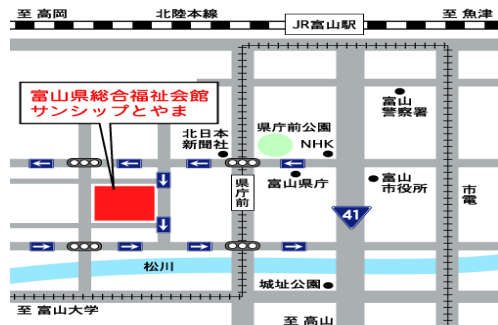 至 高岡
北陸本線
JR富山駅
至 魚津
富山県総合福祉会館
サンシップとやま
富山
警察署
県庁前公園
北日本
新聞社
NHK
富山県庁
富山
市役所
県庁前
市電
41
松川
城址公園
至 富山大学
至 高山